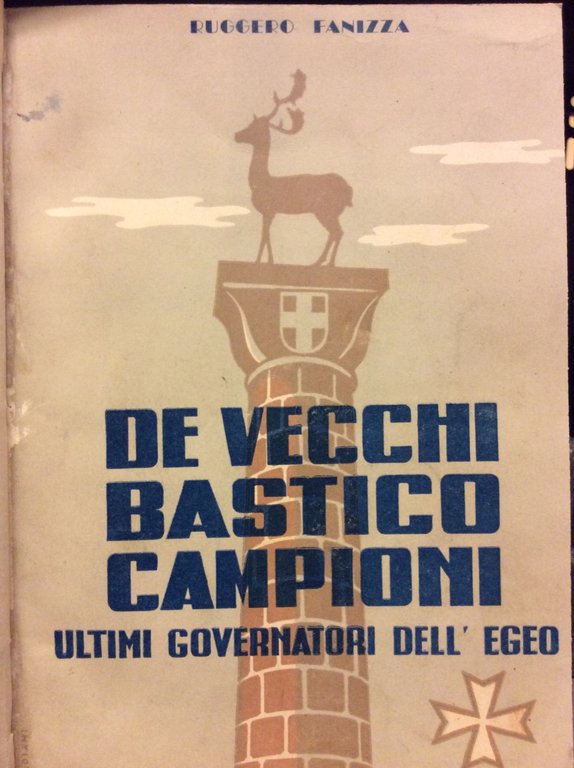 RUGGERO FANIZZA
DE VECCHI
BASTICO
CAMPIONI
ULTIMI GOVERNATORI DELL' EGEO